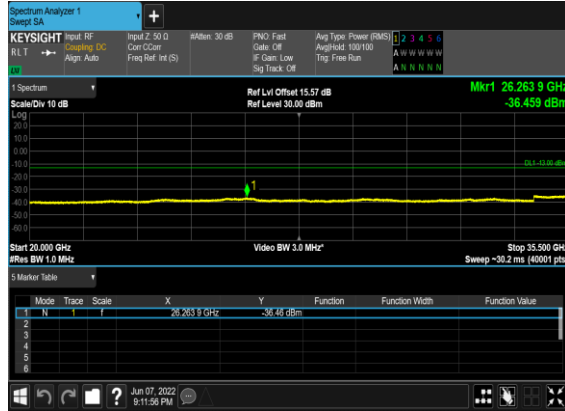 Spectrum Analyzer 1
Swept SA
+
KEYSIGHT Input: RF Input Z: 50 Ω #Atten: 30 dB PNO: Fast Avg Type: Power (RMS) 1 2 3 4 5 6
RLT Coupling: DC Corr CCorr Gate: Off Avg|Hold: 100/100 A W W W W W
Align: Auto Freq Ref: Int (S) IF Gain: Low Trig: Free Run
Sig Track: Off A N N N N N
1 Spectrum Ref Lvl Offset 15.57 dB Mkr1 26.263 9 GHz
Scale/Div 10 dB Ref Level 30.00 dBm -36.459 dBm
Log
20.0
10.0
0.00
-10.0
DL1 -13.00 dBm
-20.0
-30.0
1
-40.0
-50.0
-60.0
Start 20.000 GHz Video BW 3.0 MHz* Stop 35.500 GHz
#Res BW 1.0 MHz Sweep ~30.2 ms (40001 pts
5 Marker Table
Mode Trace Scale X Y Function Function Width Function Value
1 N 1 f 26.263 9 GHz -36.46 dBm
2
3
4
5
6
? Jun 07, 2022
9:11:56 PM